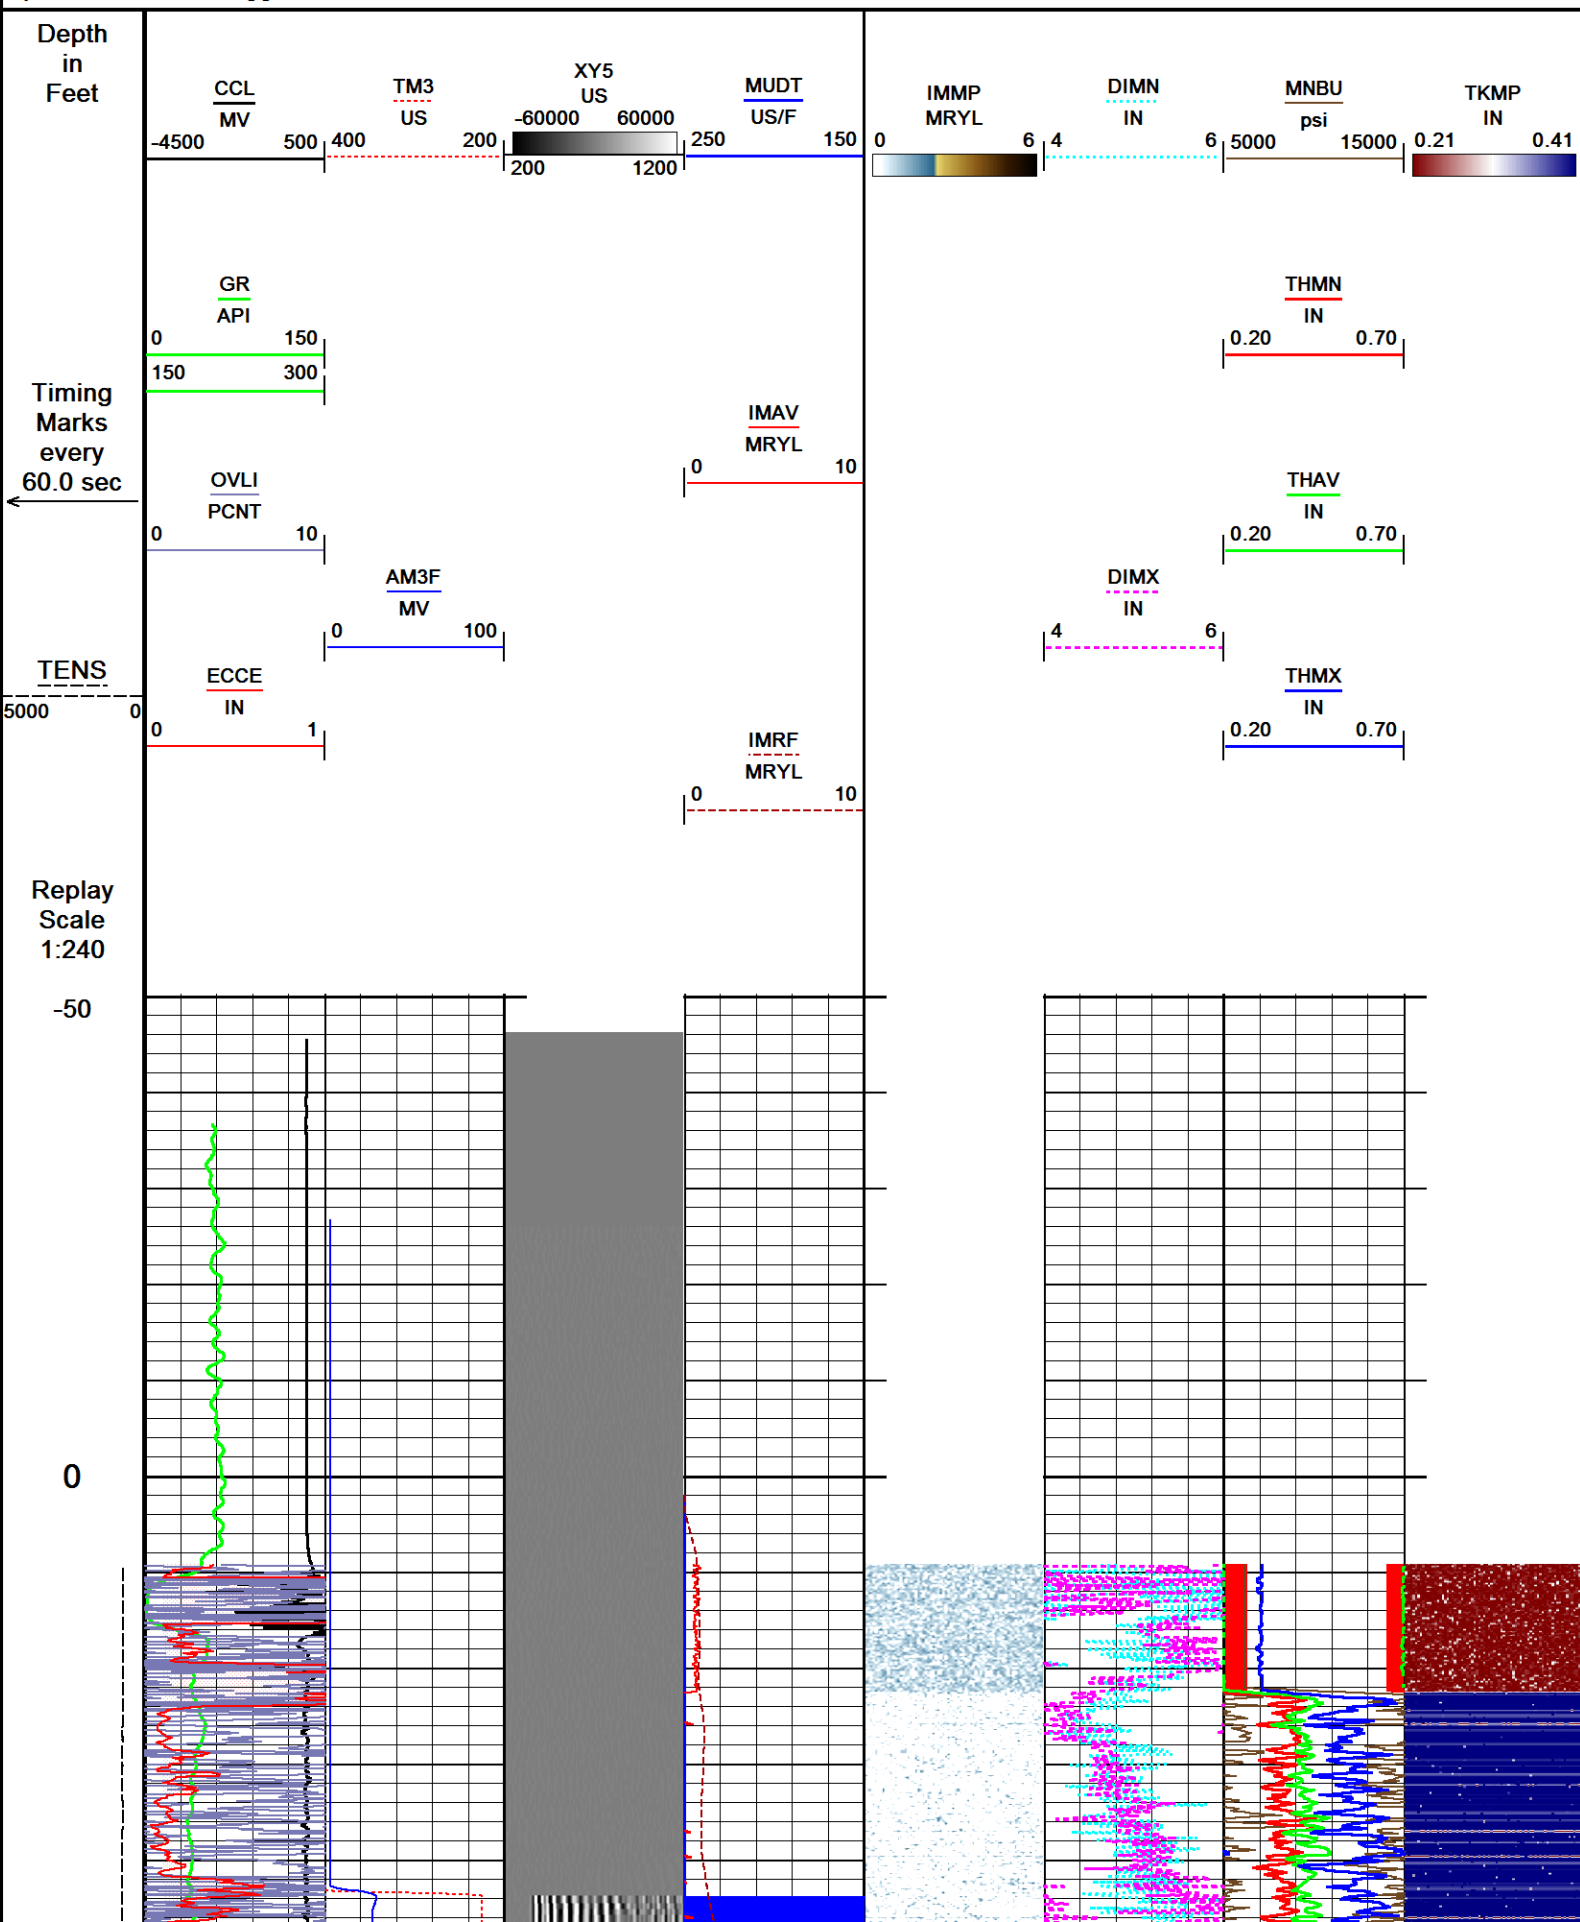 Depth
in
Feet
CCL
MV
-4500 500
TM3
US
400 200
XY5
US
-60000 60000
200 1200
MUDT
US/F
250 150
IMMP
MRYL
0 6
DIMN
IN
4 6
MNBU
psi
5000 15000
TKMP
IN
0.21 0.41
GR
API
0 150
150 300
THMN
IN
0.20 0.70
Timing
Marks
every
60.0 sec
IMAV
MRYL
0 10
OVLI
PCNT
0 10
THAV
IN
0.20 0.70
AM3F
MV
0 100
DIMX
IN
4 6
TENS
5000 0
ECCE
IN
0 1
THMX
IN
0.20 0.70
IMRF
MRYL
0 10
Replay
Scale
1:240
-50
0